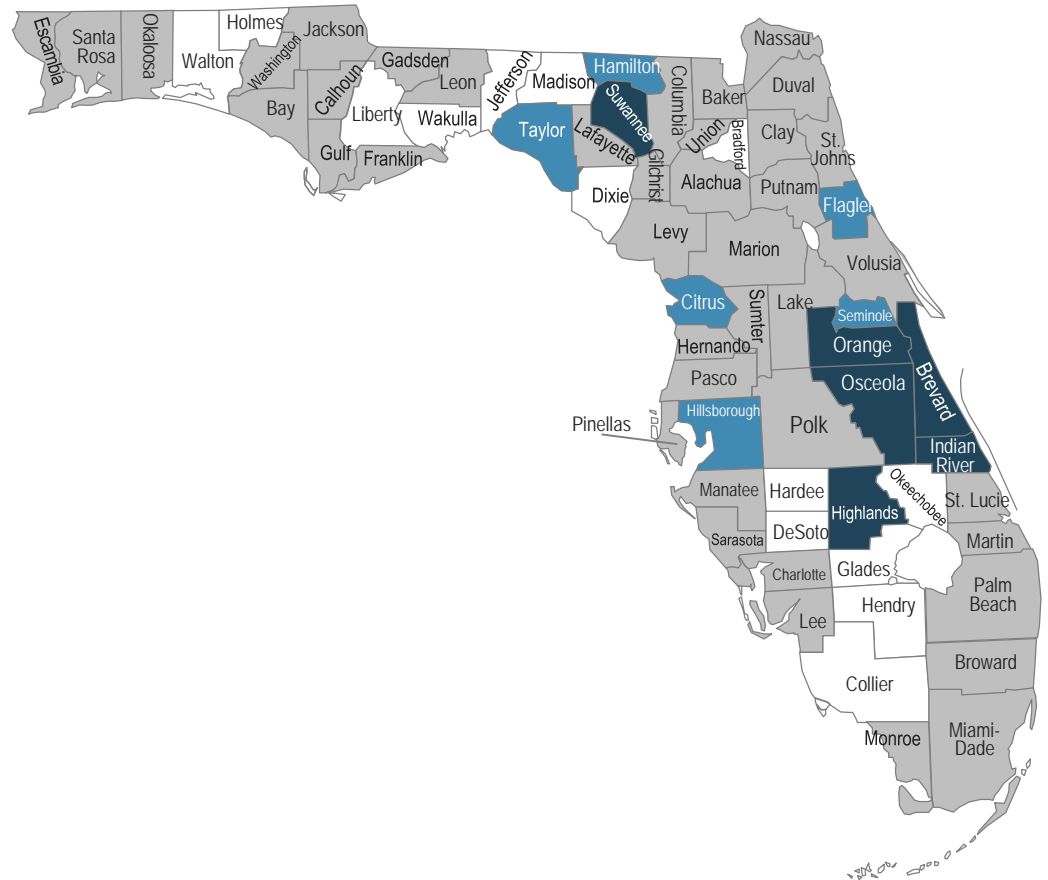 Escambia
Santa
Rosa
Okaloosa
Walton
Holmes
Washington
Jackson
Bay
Calhoun
Gulf
Liberty
Franklin
Gadsden
Leon
Wakulla
Jefferson
Madison
Taylor
Hamilton
Suwannee
Lafayette
Dixie
Columbia
Gilchrist
Baker
Union
Bradford
Alachua
Nassau
Duval
Clay
St.
Johns
Putnam
Flagler
Levy
Marion
Volusia
Citrus
Sumter
Lake
Seminole
Hernando
Orange
Pasco
Osceola
Brevard
Pinellas
Hillsborough
Polk
Indian
River
Manatee
Hardee
Highlands
Okeechobee
St. Lucie
Sarasota
DeSoto
Martin
Charlotte
Glades
Palm
Beach
Lee
Hendry
Collier
Broward
Monroe
Miami-
Dade